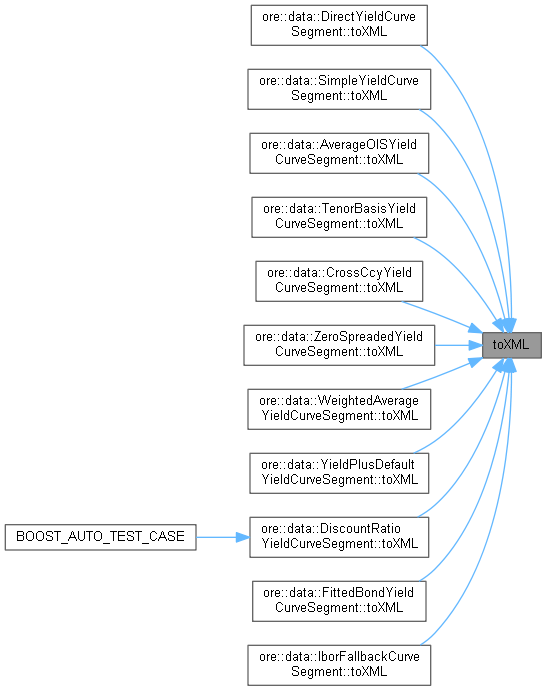 ore::data::DirectYieldCurve
Segment::toXML
ore::data::SimpleYieldCurve
Segment::toXML
ore::data::AverageOISYield
CurveSegment::toXML
ore::data::TenorBasisYield
CurveSegment::toXML
ore::data::CrossCcyYield
CurveSegment::toXML
ore::data::ZeroSpreadedYield
CurveSegment::toXML
toXML
ore::data::WeightedAverage
YieldCurveSegment::toXML
ore::data::YieldPlusDefault
YieldCurveSegment::toXML
BOOST_AUTO_TEST_CASE
ore::data::DiscountRatio
YieldCurveSegment::toXML
ore::data::FittedBondYield
CurveSegment::toXML
ore::data::IborFallbackCurve
Segment::toXML